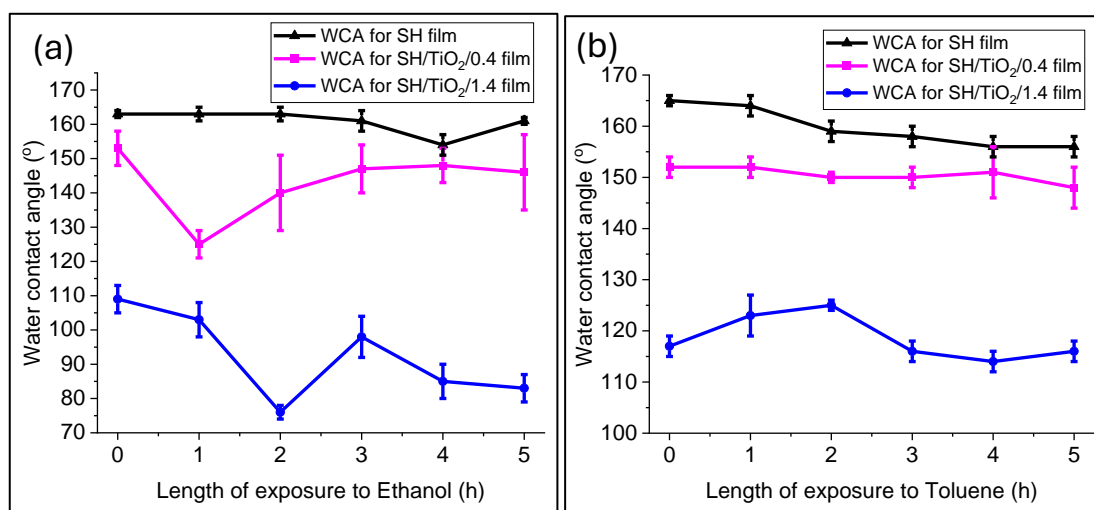 (a)
WCA for SH film
WCA for SH/TiO₂/0.4 film
WCA for SH/TiO₂/1.4 film
170
160
150
140
130
120
110
100
90
80
70
Water contact angle (°)
0 1 2 3 4 5
Length of exposure to Ethanol (h)
(b)
WCA for SH film
WCA for SH/TiO₂/0.4 film
WCA for SH/TiO₂/1.4 film
170
160
150
140
130
120
110
100
Water contact angle (°)
0 1 2 3 4 5
Length of exposure to Toluene (h)